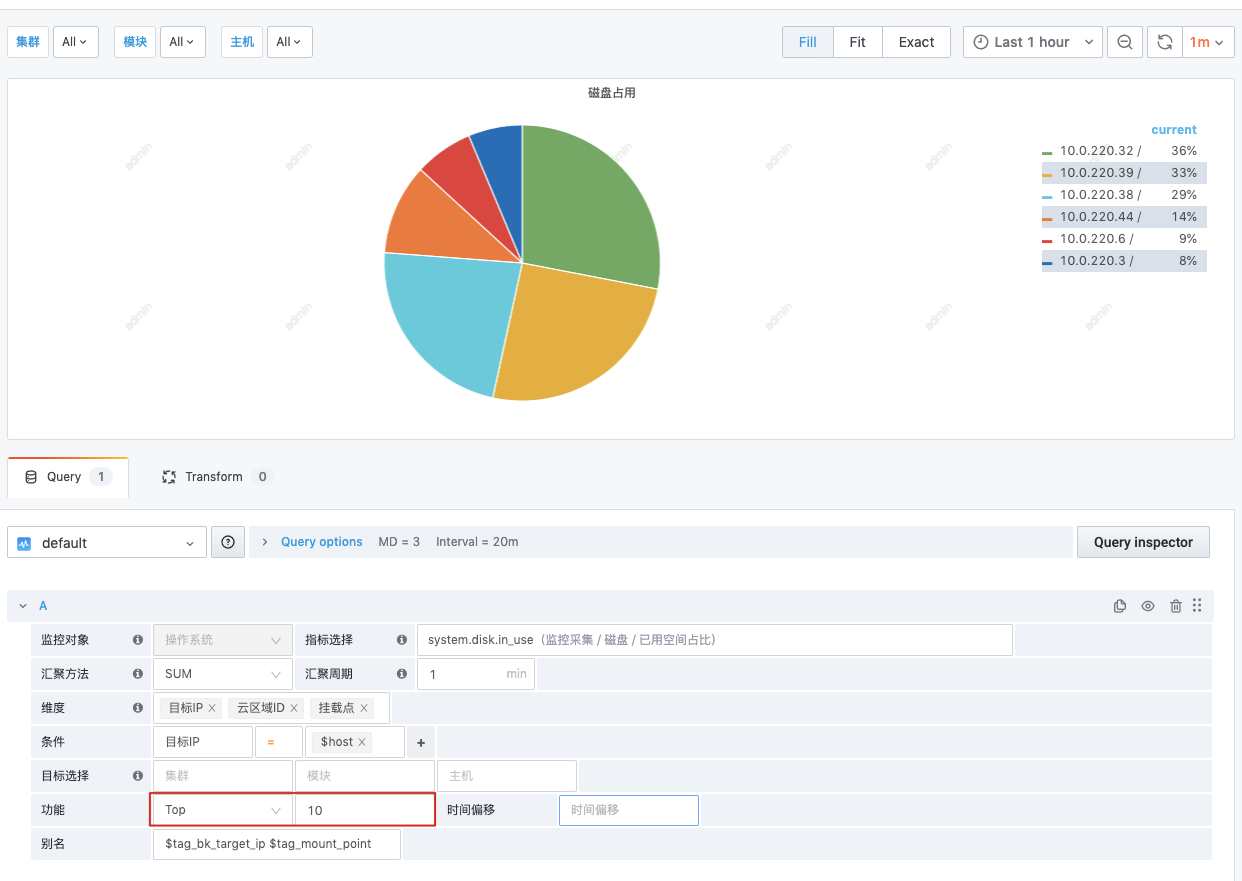 集群 All 模块 All 主机 All Fill Fit Exact Last 1 hour 1m
磁盘占用
admin admin admin admin admin
current
10.0.220.32 / 36%
10.0.220.39 / 33%
10.0.220.38 / 29%
10.0.220.44 / 14%
10.0.220.6 / 9%
10.0.220.3 / 8%
admin admin admin admin admin
Query 1 Transform 0
default Query options MD = 3 Interval = 20m Query inspector
A
监控对象 操作系统 指标选择 system.disk.in_use（监控采集 / 磁盘 / 已用空间占比）
汇聚方法 SUM 汇聚周期 1 min
维度 目标IP × 云区域ID × 挂载点 ×
条件 目标IP = $host × +
目标选择 集群 模块 主机
功能 Top 10 时间偏移 时间偏移
别名 $tag_bk_target_ip $tag_mount_point